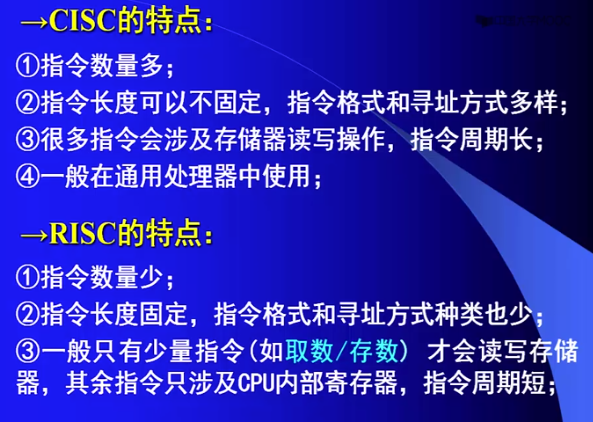 →CISC的特点：
①指令数量多；
②指令长度可以不固定，指令格式和寻址方式多样；
③很多指令会涉及存储器读写操作，指令周期长；
④一般在通用处理器中使用；
→RISC的特点：
①指令数量少；
②指令长度固定，指令格式和寻址方式种类也少；
③一般只有少量指令(如取数/存数) 才会读写存储
器，其余指令只涉及CPU内部寄存器，指令周期短；